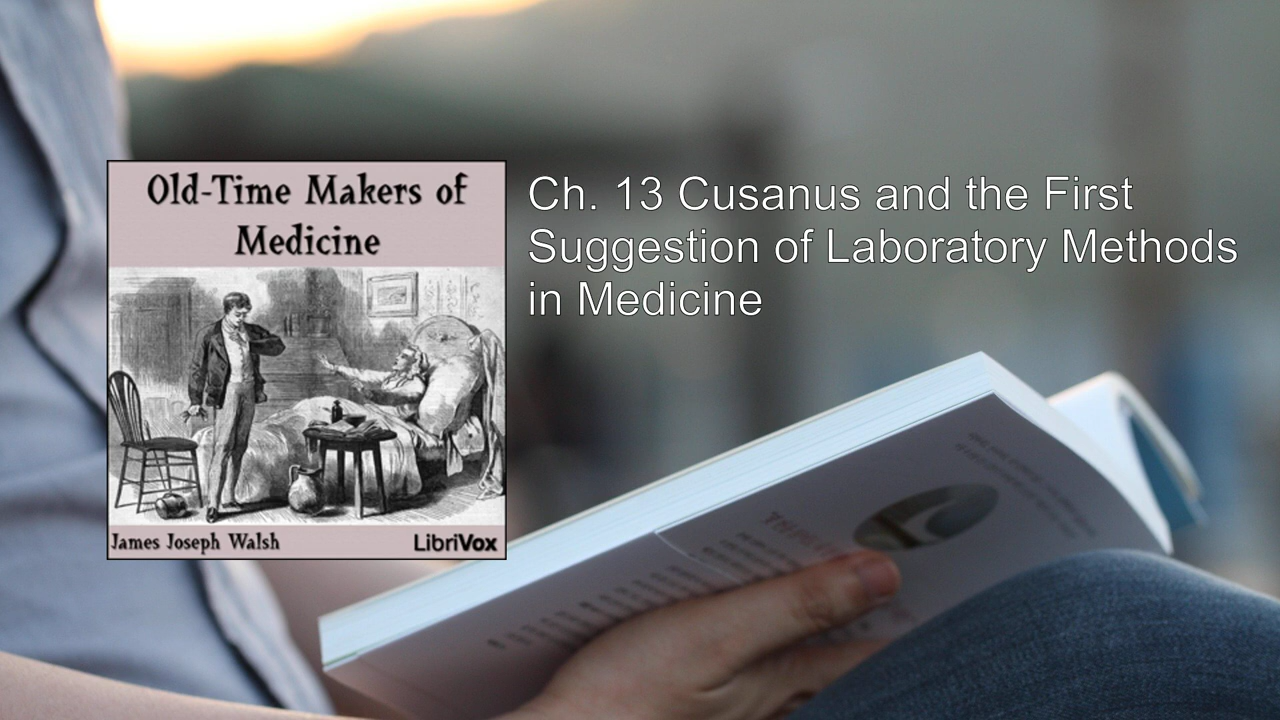 Old-Time Makers of
Medicine
James Joseph Walsh
LibriVox
Ch. 13 Cusanus and the First
Suggestion of Laboratory Methods
in Medicine